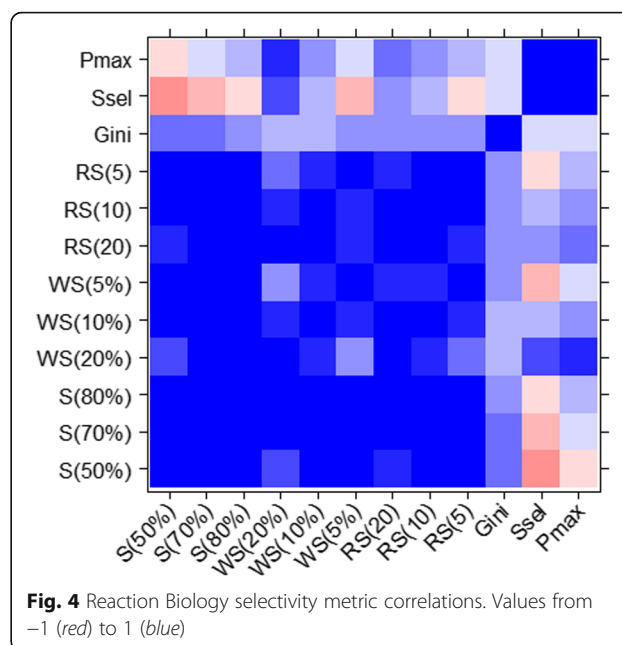 Pmax
Ssel
Gini
RS(5)
RS(10)
RS(20)
WS(5%)
WS(10%)
WS(20%)
S(80%)
S(70%)
S(50%)
S(50%)
S(70%)
S(80%)
WS(20%)
WS(10%)
WS(5%)
RS(20)
RS(10)
RS(5)
Gini
Ssel
Pmax
Fig. 4 Reaction Biology selectivity metric correlations. Values from
−1 (red) to 1 (blue)